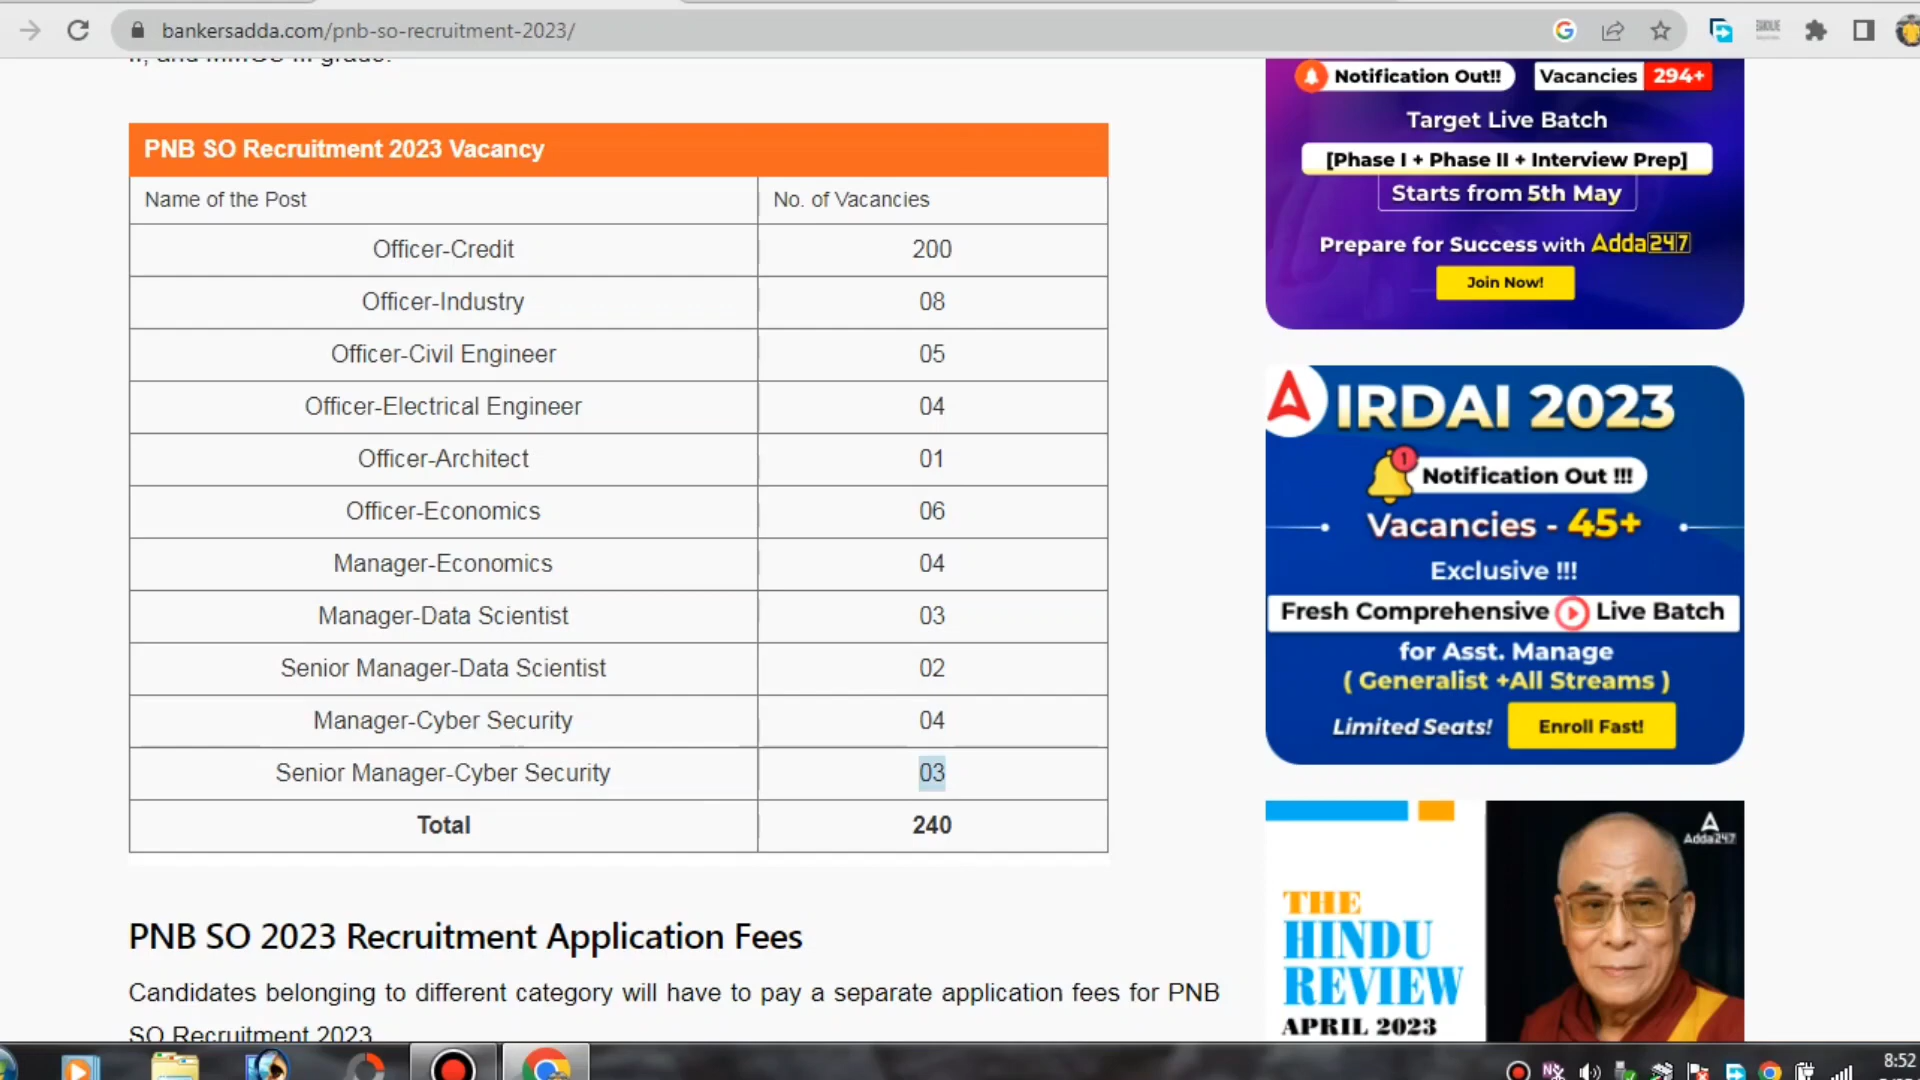 bankersadda.com/pnb-so-recruitment-2023/
PNB SO Recruitment 2023 Vacancy
Name of the Post No. of Vacancies
Officer-Credit 200
Officer-Industry 08
Officer-Civil Engineer 05
Officer-Electrical Engineer 04
Officer-Architect 01
Officer-Economics 06
Manager-Economics 04
Manager-Data Scientist 03
Senior Manager-Data Scientist 02
Manager-Cyber Security 04
Senior Manager-Cyber Security 03
Total 240
PNB SO 2023 Recruitment Application Fees
Candidates belonging to different category will have to pay a separate application fees for PNB
SO Recruitment 2023
Notification Out!! Vacancies 294+
Target Live Batch
[Phase I + Phase II + Interview Prep]
Starts from 5th May
Prepare for Success with Adda247
Join Now!
IRDAI 2023
1
Notification Out !!!
Vacancies - 45+
Exclusive !!!
Fresh Comprehensive Live Batch
for Asst. Manage
( Generalist +All Streams )
Limited Seats! Enroll Fast!
Adda247
THE
HINDU
REVIEW
APRIL 2023
8:52